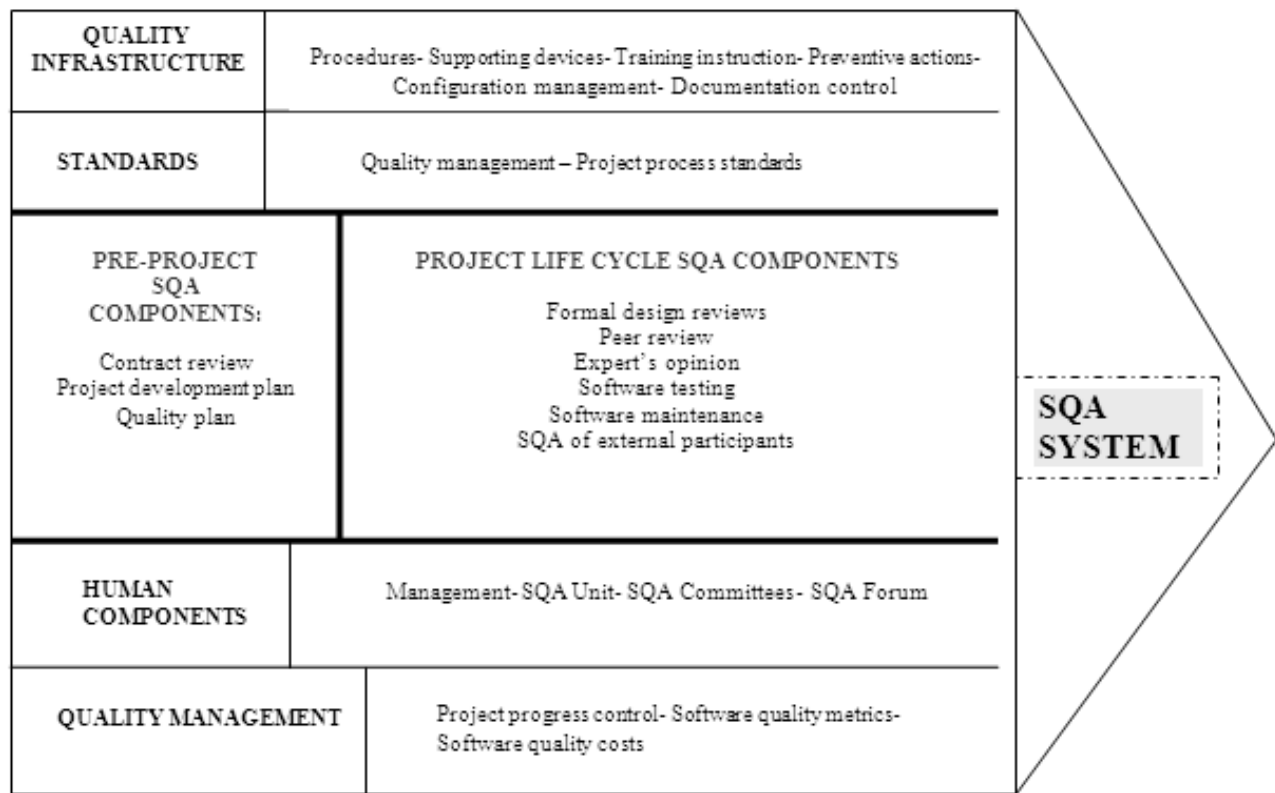 QUALITY
INFRASTRUCTURE
Procedures- Supporting devices- Training instruction- Preventive actions-
Configuration management- Documentation control
STANDARDS
Quality management – Project process standards
PRE-PROJECT
SQA
COMPONENTS:
Contract review
Project development plan
Quality plan
PROJECT LIFE CYCLE SQA COMPONENTS
Formal design reviews
Peer review
Expert's opinion
Software testing
Software maintenance
SQA of external participants
SQA
SYSTEM
HUMAN
COMPONENTS
Management- SQA Unit- SQA Committees- SQA Forum
QUALITY MANAGEMENT
Project progress control- Software quality metrics-
Software quality costs